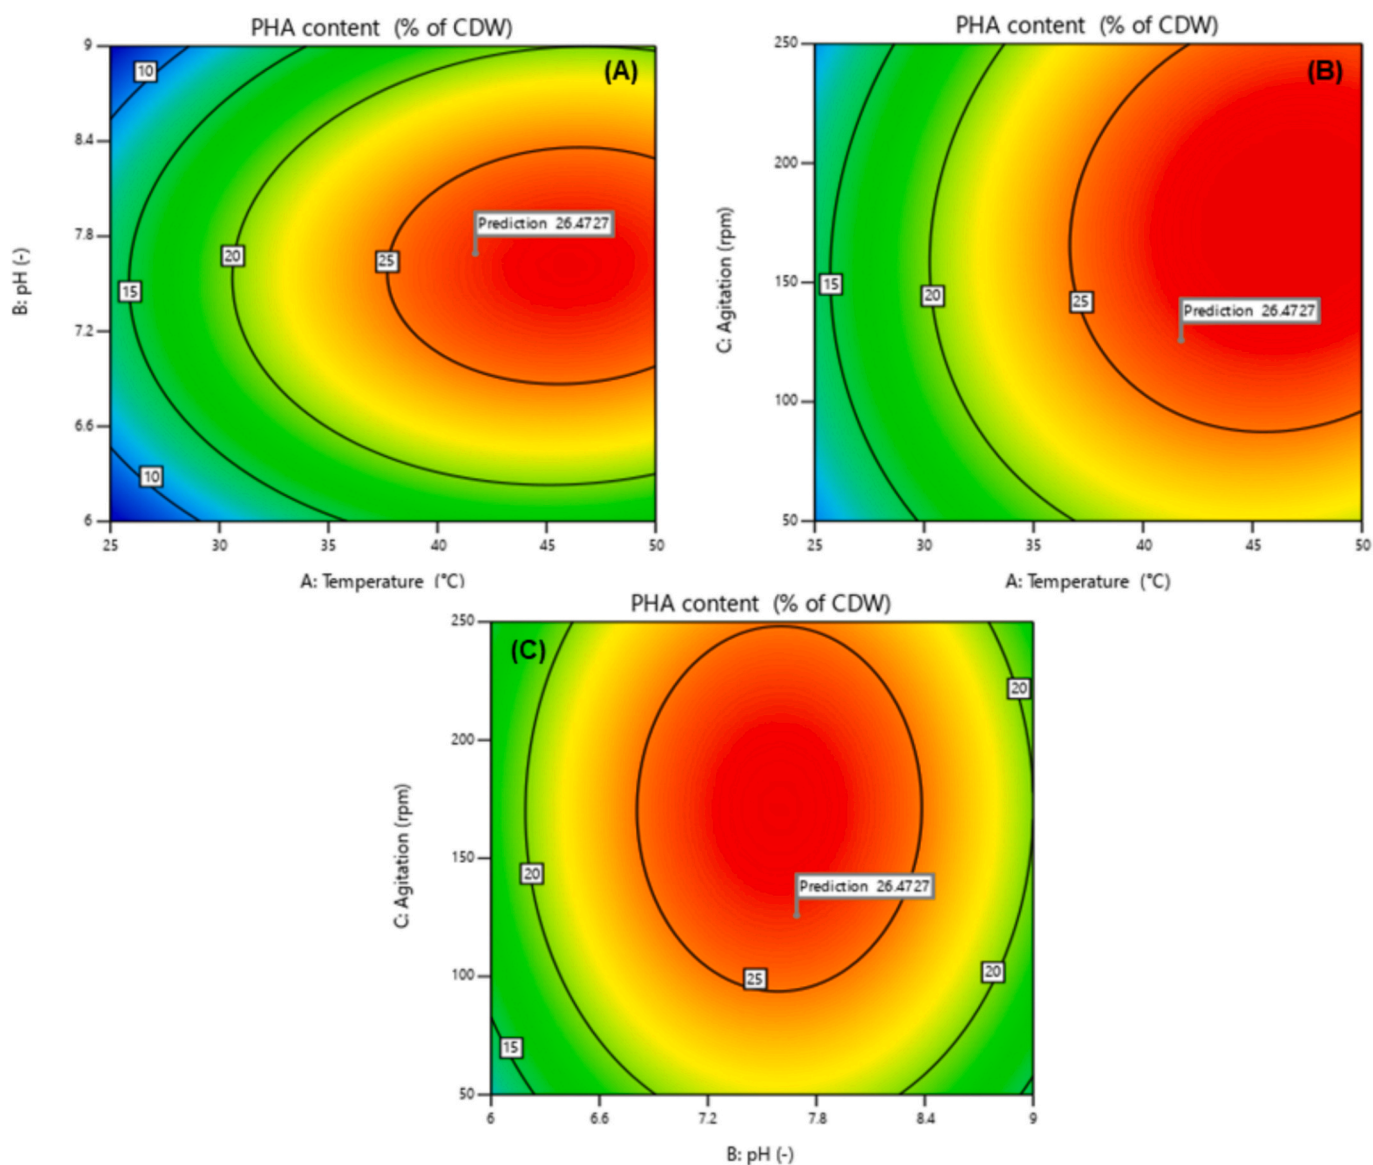 PHA content (% of CDW)
(A)
9
8.4
7.8
7.2
6.6
6
B: pH (-)
10
15
20
25
10
Prediction 26.4727
25 30 35 40 45 50
A: Temperature (°C)
PHA content (% of CDW)
(B)
250
200
150
100
50
C: Agitation (rpm)
15
20
25
Prediction 26.4727
25 30 35 40 45 50
A: Temperature (°C)
PHA content (% of CDW)
(C)
250
200
150
100
50
C: Agitation (rpm)
20
20
Prediction 26.4727
25
20
15
6 6.6 7.2 7.8 8.4 9
B: pH (-)